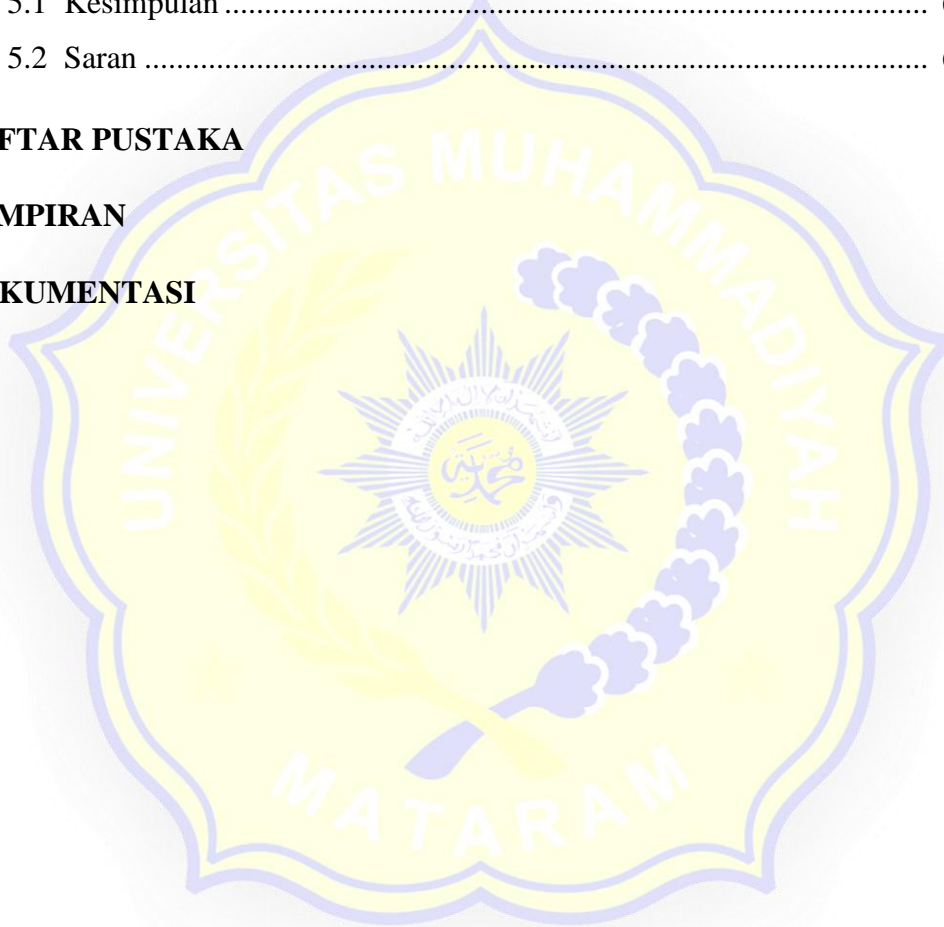 5.1 Kesimpulan ........................................................................................
5.2 Saran ..................................................................................................
FTAR PUSTAKA
MPIRAN
KUMENTASI
UNIVERSITAS MUHAMMADIYAH
MATARAM